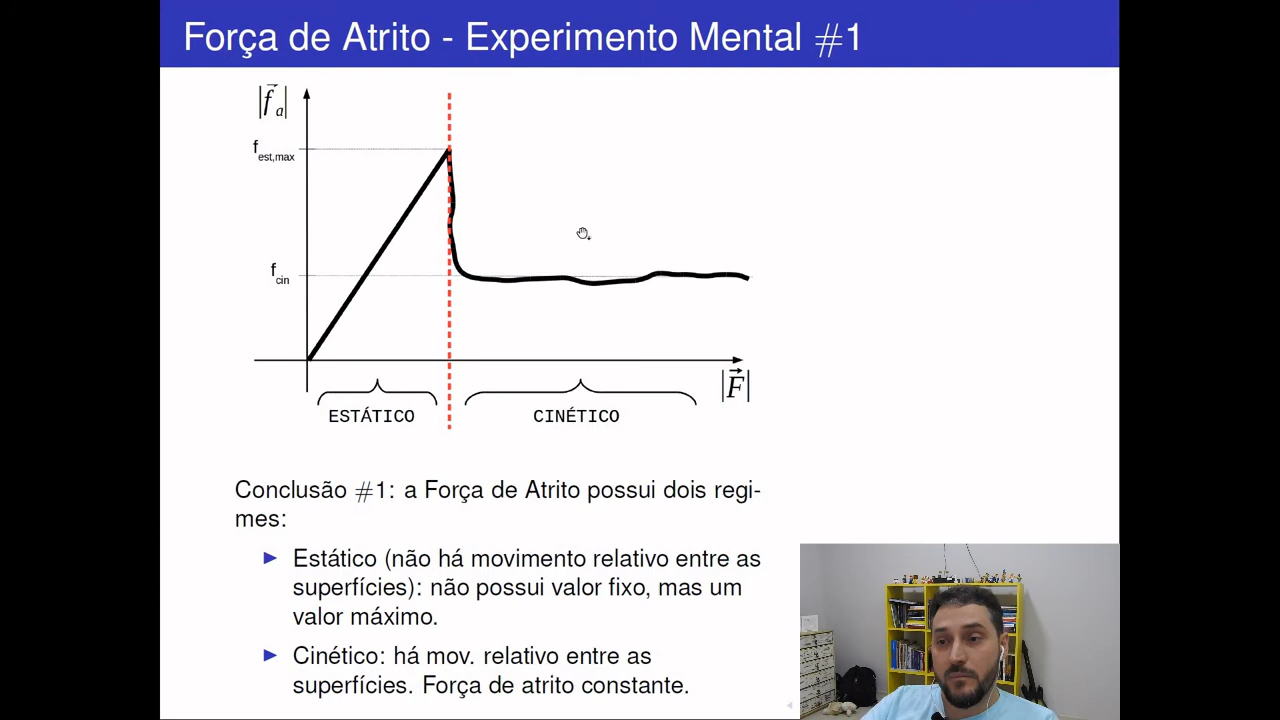 Força de Atrito - Experimento Mental #1
|f⃗ₐ|
f est,max
f cin
|F⃗|
ESTÁTICO
CINÉTICO
Conclusão #1: a Força de Atrito possui dois regi-
mes:
Estático (não há movimento relativo entre as
superfícies): não possui valor fixo, mas um
valor máximo.
Cinético: há mov. relativo entre as
superfícies. Força de atrito constante.